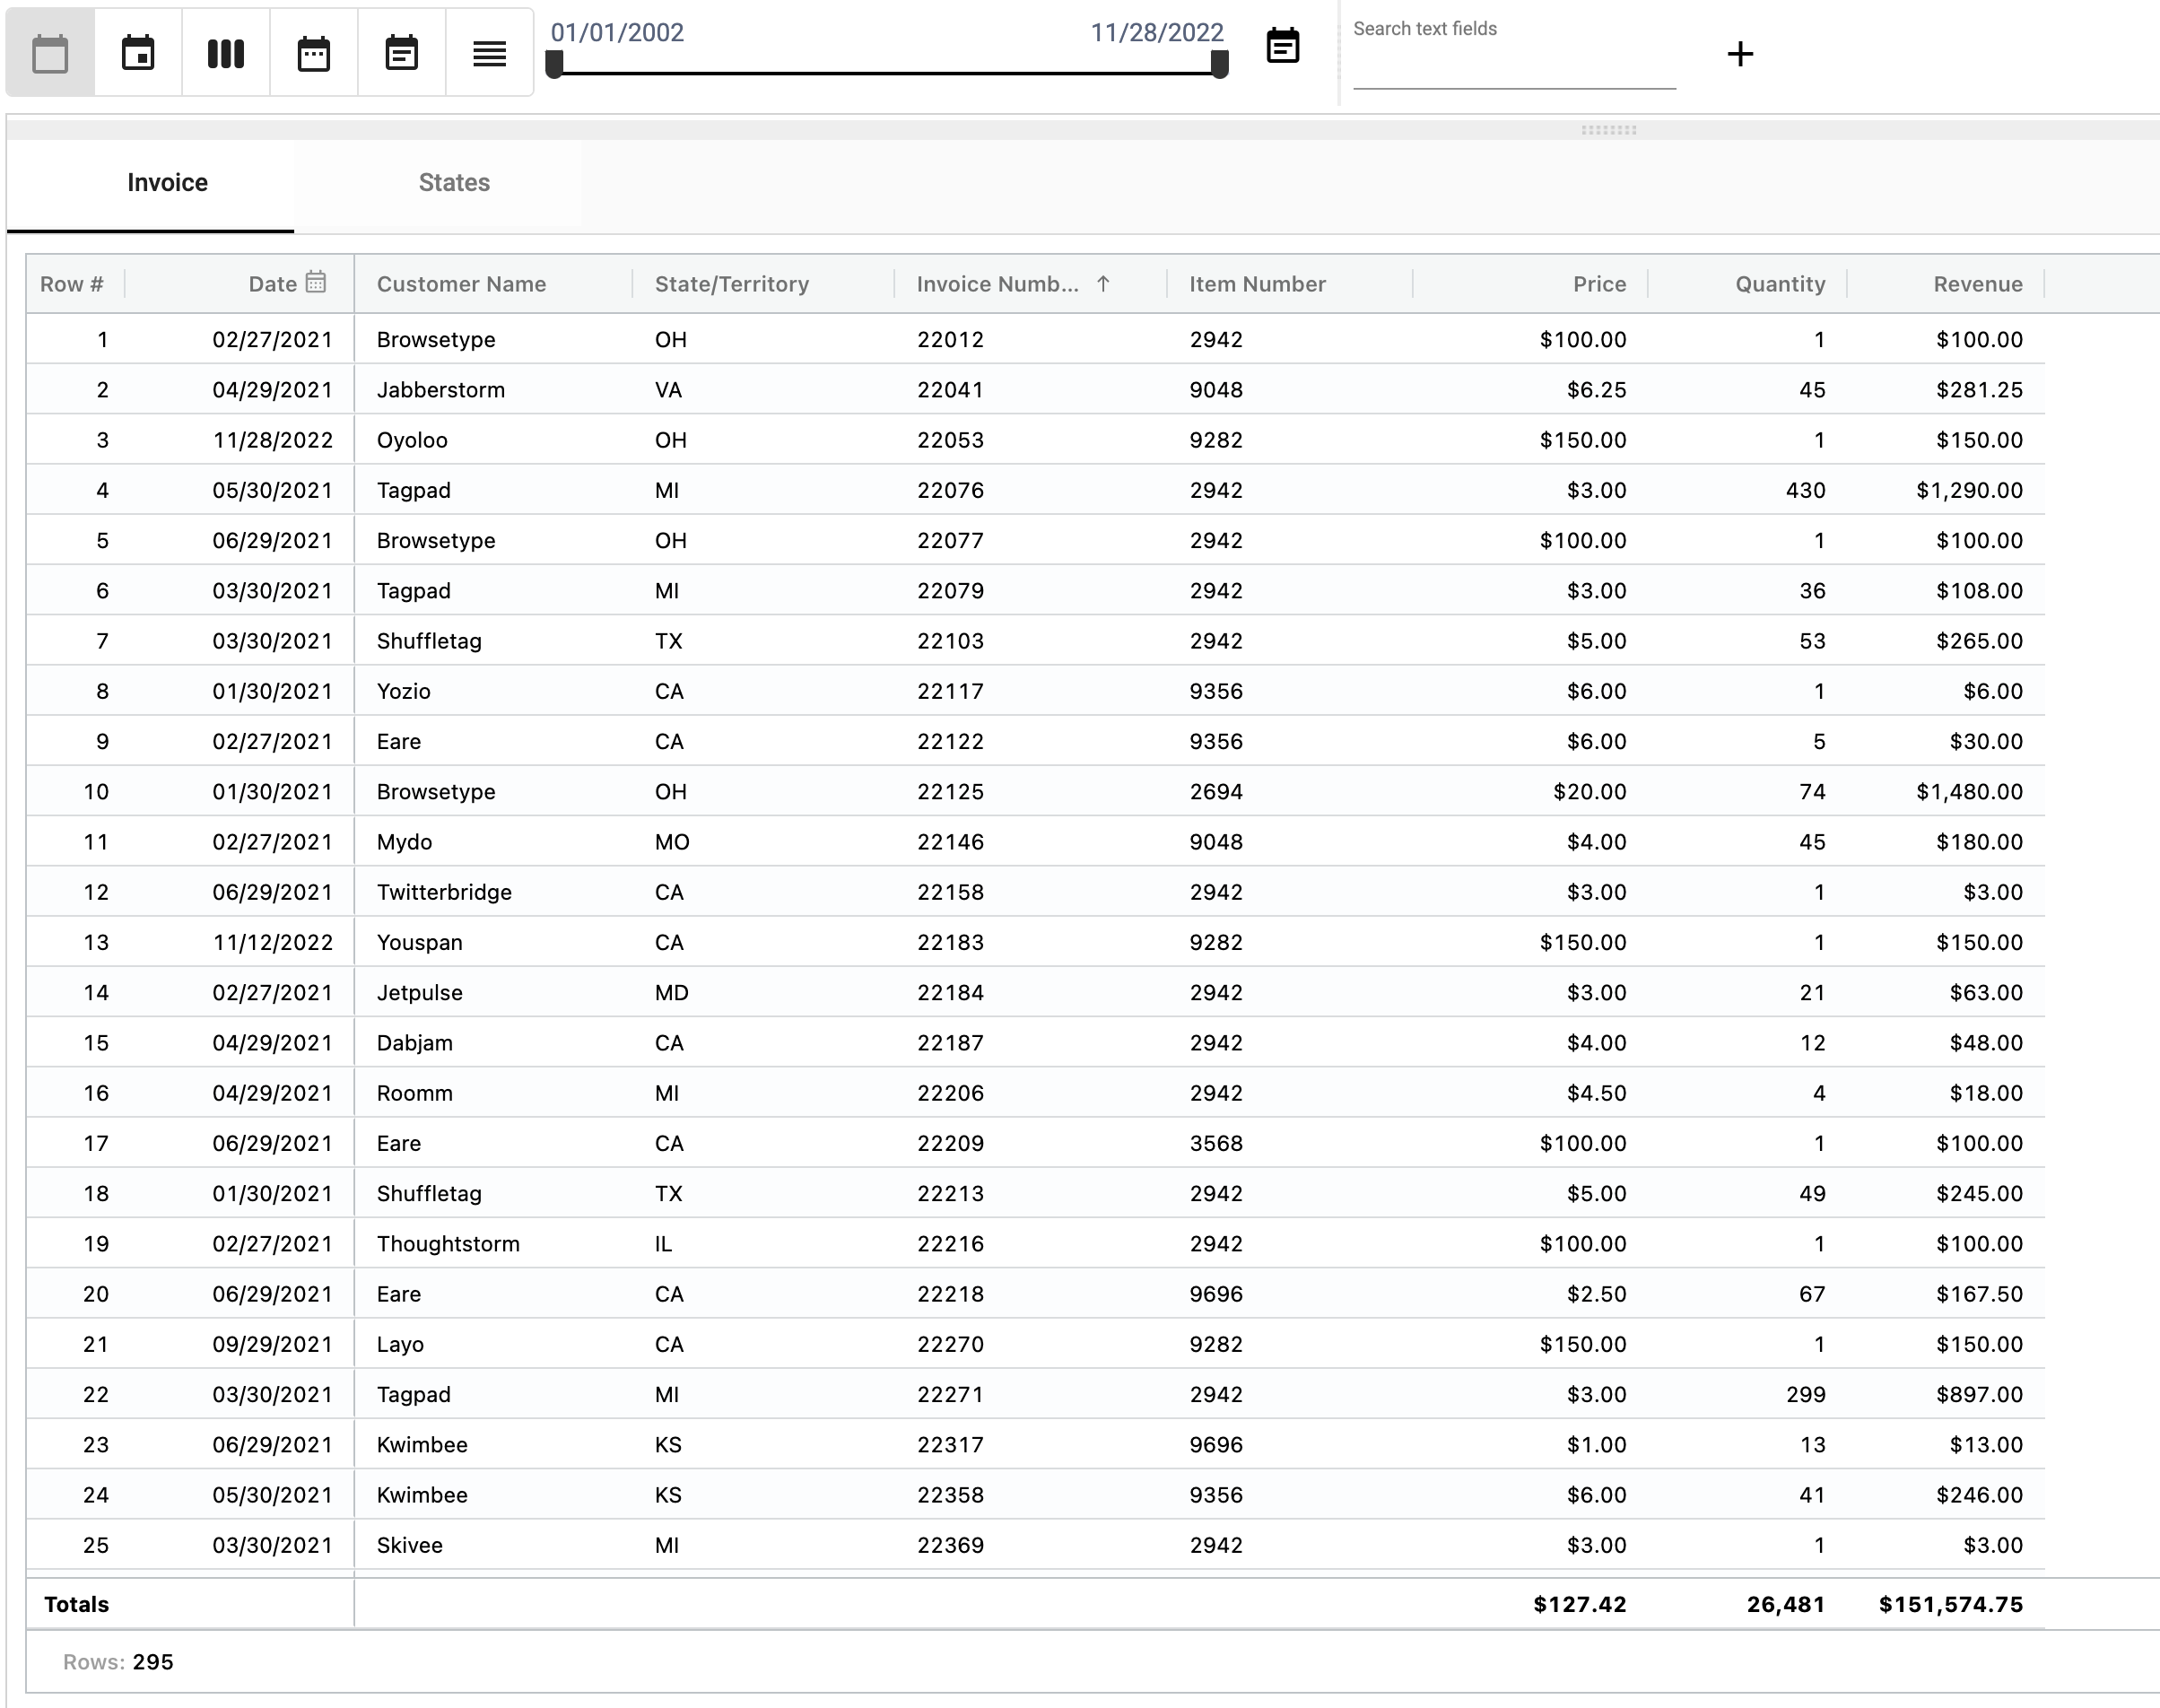 01/01/2002 11/28/2022 Search text fields
Invoice States
Row # Date Customer Name State/Territory Invoice Numb... ↑ Item Number Price Quantity Revenue
1 02/27/2021 Browsetype OH 22012 2942 $100.00 1 $100.00
2 04/29/2021 Jabberstorm VA 22041 9048 $6.25 45 $281.25
3 11/28/2022 Oyoloo OH 22053 9282 $150.00 1 $150.00
4 05/30/2021 Tagpad MI 22076 2942 $3.00 430 $1,290.00
5 06/29/2021 Browsetype OH 22077 2942 $100.00 1 $100.00
6 03/30/2021 Tagpad MI 22079 2942 $3.00 36 $108.00
7 03/30/2021 Shuffletag TX 22103 2942 $5.00 53 $265.00
8 01/30/2021 Yozio CA 22117 9356 $6.00 1 $6.00
9 02/27/2021 Eare CA 22122 9356 $6.00 5 $30.00
10 01/30/2021 Browsetype OH 22125 2694 $20.00 74 $1,480.00
11 02/27/2021 Mydo MO 22146 9048 $4.00 45 $180.00
12 06/29/2021 Twitterbridge CA 22158 2942 $3.00 1 $3.00
13 11/12/2022 Youspan CA 22183 9282 $150.00 1 $150.00
14 02/27/2021 Jetpulse MD 22184 2942 $3.00 21 $63.00
15 04/29/2021 Dabjam CA 22187 2942 $4.00 12 $48.00
16 04/29/2021 Roomm MI 22206 2942 $4.50 4 $18.00
17 06/29/2021 Eare CA 22209 3568 $100.00 1 $100.00
18 01/30/2021 Shuffletag TX 22213 2942 $5.00 49 $245.00
19 02/27/2021 Thoughtstorm IL 22216 2942 $100.00 1 $100.00
20 06/29/2021 Eare CA 22218 9696 $2.50 67 $167.50
21 09/29/2021 Layo CA 22270 9282 $150.00 1 $150.00
22 03/30/2021 Tagpad MI 22271 2942 $3.00 299 $897.00
23 06/29/2021 Kwimbee KS 22317 9696 $1.00 13 $13.00
24 05/30/2021 Kwimbee KS 22358 9356 $6.00 41 $246.00
25 03/30/2021 Skivee MI 22369 2942 $3.00 1 $3.00
Totals $127.42 26,481 $151,574.75
Rows: 295